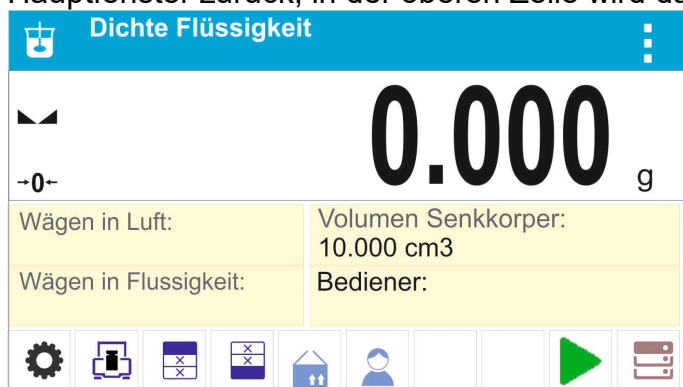 Dichte Flüssigkeit
0.000 g
→0←
Wägen in Luft:
Volumen Senkkorper:
10.000 cm3
Wägen in Flussigkeit:
Bediener: